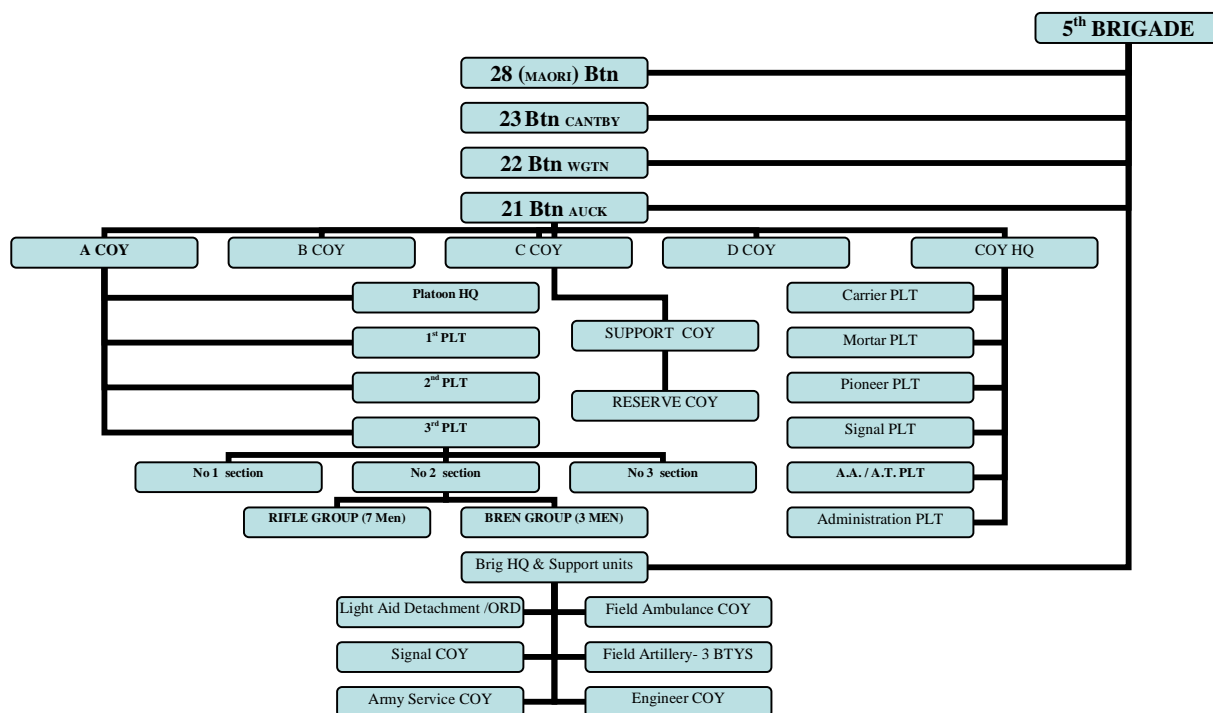 5th BRIGADE
28 (MAORI) Btn
23 Btn CANTBY
22 Btn WGTN
21 Btn AUCK
A COY
B COY
C COY
D COY
COY HQ
Platoon HQ
1st PLT
2nd PLT
3rd PLT
SUPPORT COY
RESERVE COY
Carrier PLT
Mortar PLT
Pioneer PLT
Signal PLT
A.A. / A.T. PLT
Administration PLT
No 1 section
No 2 section
No 3 section
RIFLE GROUP (7 Men)
BREN GROUP (3 MEN)
Brig HQ & Support units
Light Aid Detachment /ORD
Field Ambulance COY
Signal COY
Field Artillery- 3 BTYS
Army Service COY
Engineer COY